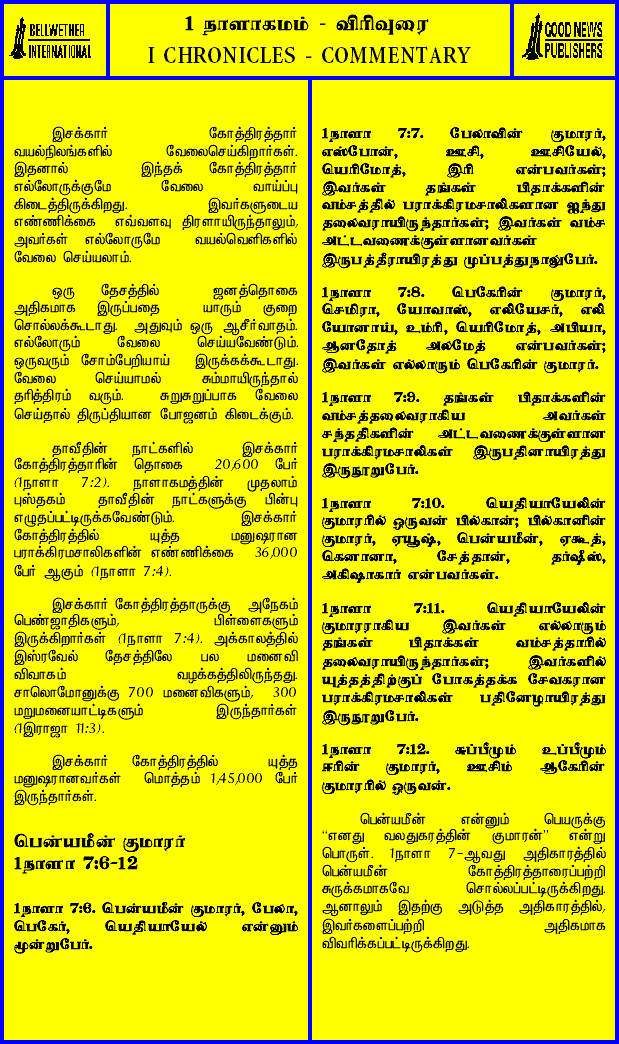 BELLWETHER
INTERNATIONAL
1 நாளாகமம் - விரிவுரை
I CHRONICLES - COMMENTARY
GOOD NEWS
PUBLISHERS
இசக்கார் கோத்திரத்தார்
வயல்நிலங்களில் வேலைசெய்கிறார்கள்.
இதனால் இந்தக் கோத்திரத்தார்
எல்லோருக்குமே வேலை வாய்ப்பு
கிடைத்திருக்கிறது. இவர்களுடைய
எண்ணிக்கை எவ்வளவு திரளாயிருந்தாலும்,
அவர்கள் எல்லோருமே வயல்வெளிகளில்
வேலை செய்யலாம்.
ஒரு தேசத்தில் ஜனத்தொகை
அதிகமாக இருப்பதை யாரும் குறை
சொல்லக்கூடாது. அதுவும் ஒரு ஆசீர்வாதம்.
எல்லோரும் வேலை செய்யவேண்டும்.
ஒருவரும் சோம்பேறியாய் இருக்கக்கூடாது.
வேலை செய்யாமல் சும்மாயிருந்தால்
தரித்திரம் வரும். சுறுசுறுப்பாக வேலை
செய்தால் திருப்தியான போஜனம் கிடைக்கும்.
தாவீதின் நாட்களில் இசக்கார்
கோத்திரத்தாரின் தொகை 20,600 பேர்
(1நாளா 7:2). நாளாகமத்தின் முதலாம்
புஸ்தகம் தாவீதின் நாட்களுக்கு பின்பு
எழுதப்பட்டிருக்கவேண்டும். இசக்கார்
கோத்திரத்தில் யுத்த மனுஷரான
பராக்கிரமசாலிகளின் எண்ணிக்கை 36,000
பேர் ஆகும் (1நாளா 7:4).
இசக்கார் கோத்திரத்தாருக்கு அநேகம்
பெண்ஜாதிகளும், பிள்ளைகளும்
இருக்கிறார்கள் (1நாளா 7:4). அக்காலத்தில்
இஸ்ரவேல் தேசத்திலே பல மனைவி
விவாகம் வழக்கத்திலிருந்தது.
சாலொமோனுக்கு 700 மனைவிகளும், 300
மறுமனையாட்டிகளும் இருந்தார்கள்
(1இராஜா 11:3).
இசக்கார் கோத்திரத்தில் யுத்த
மனுஷரானவர்கள் மொத்தம் 1,45,000 பேர்
இருந்தார்கள்.
பென்யமீன் குமாரர்
1நாளா 7:6-12
1நாளா 7:6. பென்யமீன் குமாரர், பேலா,
பெகேர், யெதியாயேல் என்னும்
மூன்றுபேர்.
1நாளா 7:7. பேலாவின் குமாரர்,
எஸ்போன், ஊசி, ஊசியேல்,
யெரிமோத், இரி என்பவர்கள்;
இவர்கள் தங்கள் பிதாக்களின்
வம்சத்தில் பராக்கிரமசாலிகளான ஐந்து
தலைவராயிருந்தார்கள்; இவர்கள் வம்ச
அட்டவணைக்குள்ளானவர்கள்
இருபத்தீராயிரத்து முப்பத்துநாலுபேர்.
1நாளா 7:8. பெகேரின் குமாரர்,
செமிரா, யோவாஸ், எலியேசர், எலி
யோனாய், உம்ரி, யெரிமோத், அபியா,
ஆனதோத் அலமேத் என்பவர்கள்;
இவர்கள் எல்லாரும் பெகேரின் குமாரர்.
1நாளா 7:9. தங்கள் பிதாக்களின்
வம்சத்தலைவராகிய அவர்கள்
சந்ததிகளின் அட்டவணைக்குள்ளான
பராக்கிரமசாலிகள் இருபதினாயிரத்து
இருநூறுபேர்.
1நாளா 7:10. யெதியாயேலின்
குமாரரில் ஒருவன் பில்கான்; பில்கானின்
குமாரர், ஏயூஷ், பென்யமீன், ஏகூத்,
கெனானா, சேத்தான், தர்ஷீஸ்,
அகிஷாகார் என்பவர்கள்.
1நாளா 7:11. யெதியாயேலின்
குமாரராகிய இவர்கள் எல்லாரும்
தங்கள் பிதாக்கள் வம்சத்தாரில்
தலைவராயிருந்தார்கள்; இவர்களில்
யுத்தத்திற்குப் போகத்தக்க சேவகரான
பராக்கிரமசாலிகள் பதினேழாயிரத்து
இருநூறுபேர்.
1நாளா 7:12. சுப்பீமும் உப்பீமும்
ஈரின் குமாரர், ஊசிம் ஆகேரின்
குமாரரில் ஒருவன்.
பென்யமீன் என்னும் பெயருக்கு
“எனது வலதுகரத்தின் குமாரன்” என்று
பொருள். 1நாளா 7-ஆவது அதிகாரத்தில்
பென்யமீன் கோத்திரத்தாரைப்பற்றி
சுருக்கமாகவே சொல்லப்பட்டிருக்கிறது.
ஆனாலும் இதற்கு அடுத்த அதிகாரத்தில்,
இவர்களைப்பற்றி அதிகமாக
விவரிக்கப்பட்டிருக்கிறது.